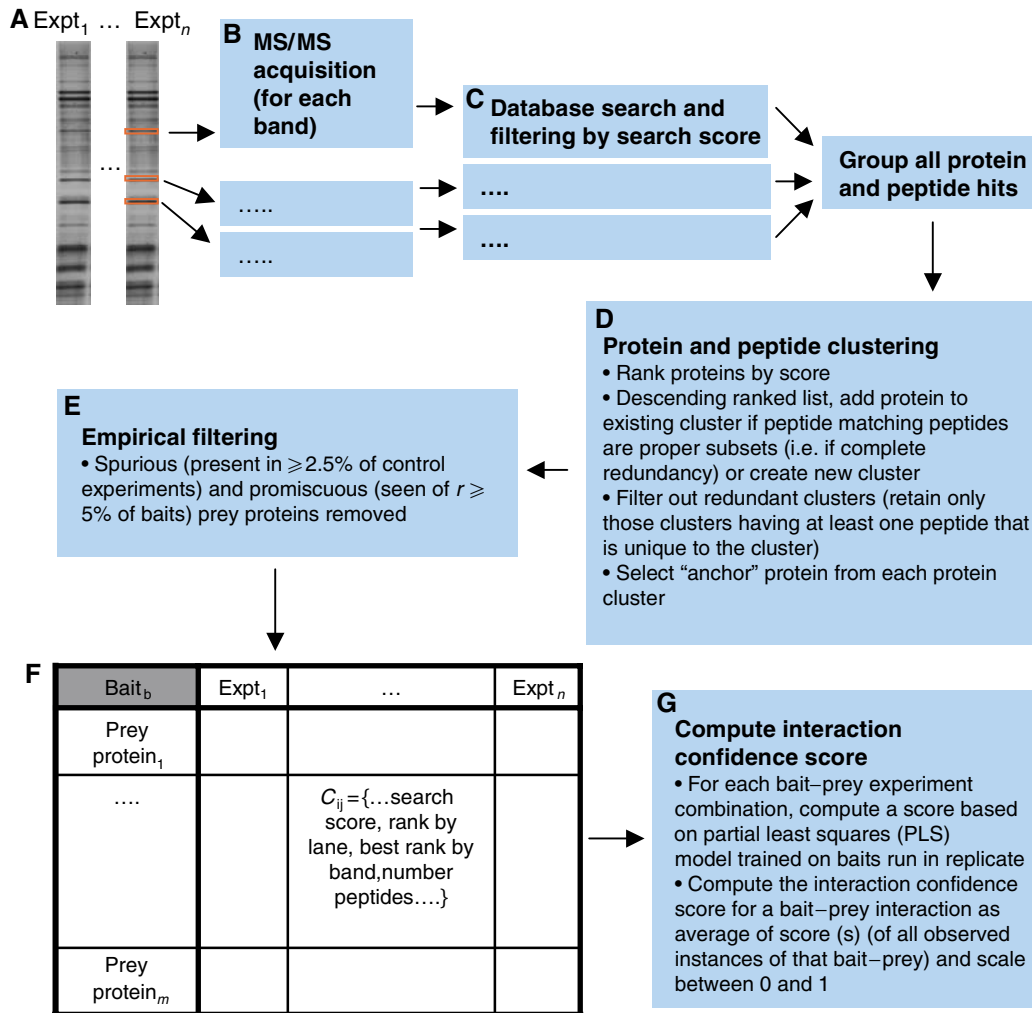 A
Expt1 … Exptn
…
B
MS/MS
acquisition
(for each
band)
…..
…..
C
Database search and
filtering by search score
….
….
Group all protein
and peptide hits
D
Protein and peptide clustering
• Rank proteins by score
• Descending ranked list, add protein to
existing cluster if peptide matching peptides
are proper subsets (i.e. if complete
redundancy) or create new cluster
• Filter out redundant clusters (retain only
those clusters having at least one peptide that
is unique to the cluster)
• Select “anchor” protein from each protein
cluster
E
Empirical filtering
• Spurious (present in ⩾2.5% of control
experiments) and promiscuous (seen of r ⩾
5% of baits) prey proteins removed
F
Baitb Expt1 … Exptn
Prey
protein1
….
Cij={…search
score, rank by
lane, best rank by
band,number
peptides….}
Prey
proteinm
G
Compute interaction
confidence score
• For each bait–prey experiment
combination, compute a score based
on partial least squares (PLS)
model trained on baits run in replicate
• Compute the interaction confidence
score for a bait–prey interaction as
average of score (s) (of all observed
instances of that bait–prey) and scale
between 0 and 1